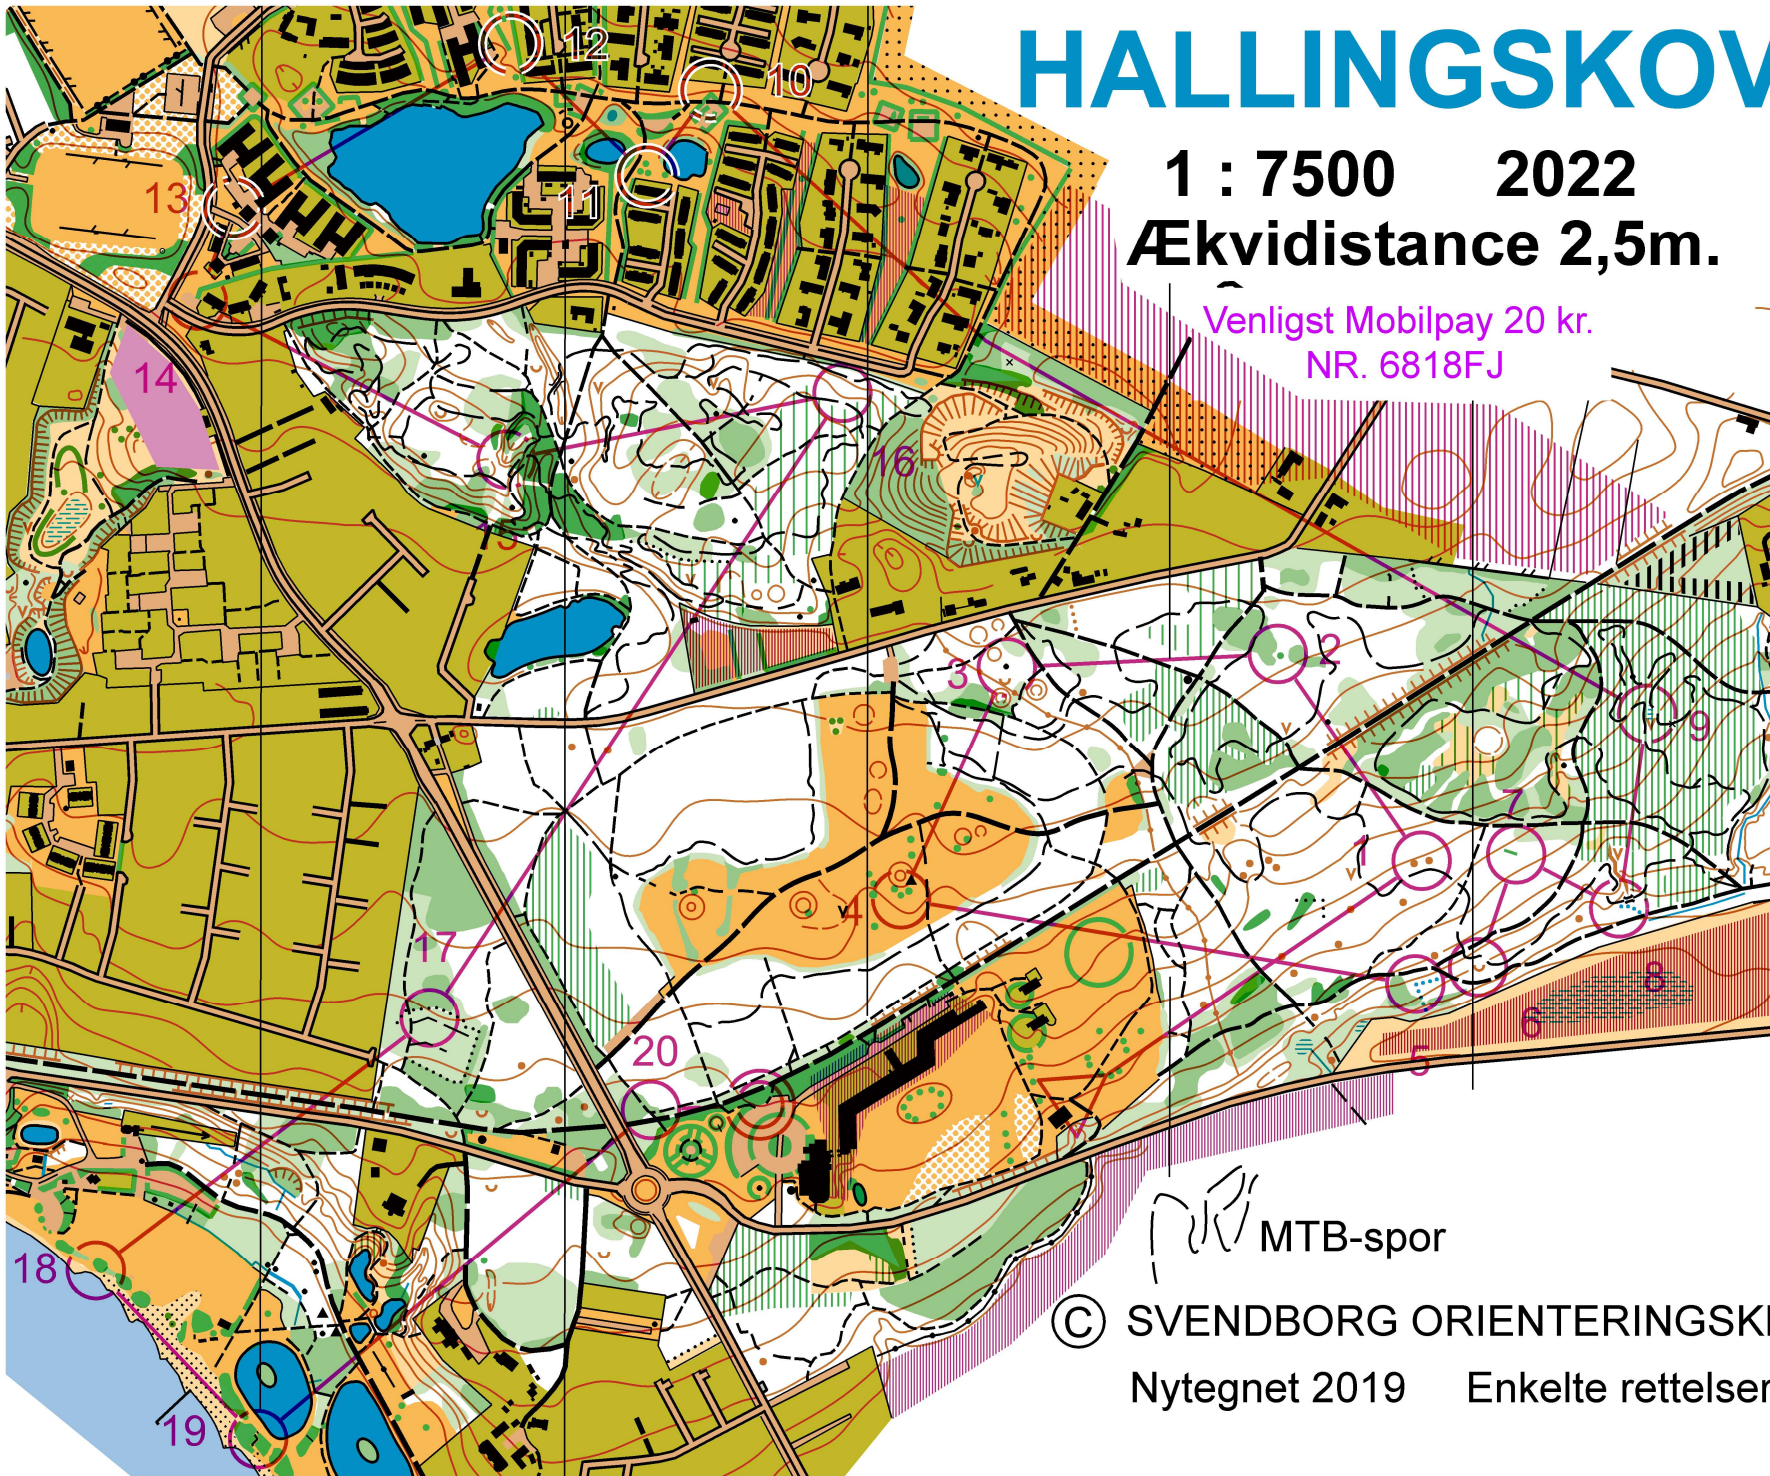 HALLINGSKOV
1 : 7500 2022
Ækvidistance 2,5m.
Venligst Mobilpay 20 kr.
NR. 6818FJ
12
10
13
11
14
16
2
3
9
7
1
4
17
8
6
5
20
18
19
MTB-spor
© SVENDBORG ORIENTERINGSKL
Nytegnet 2019 Enkelte rettelser